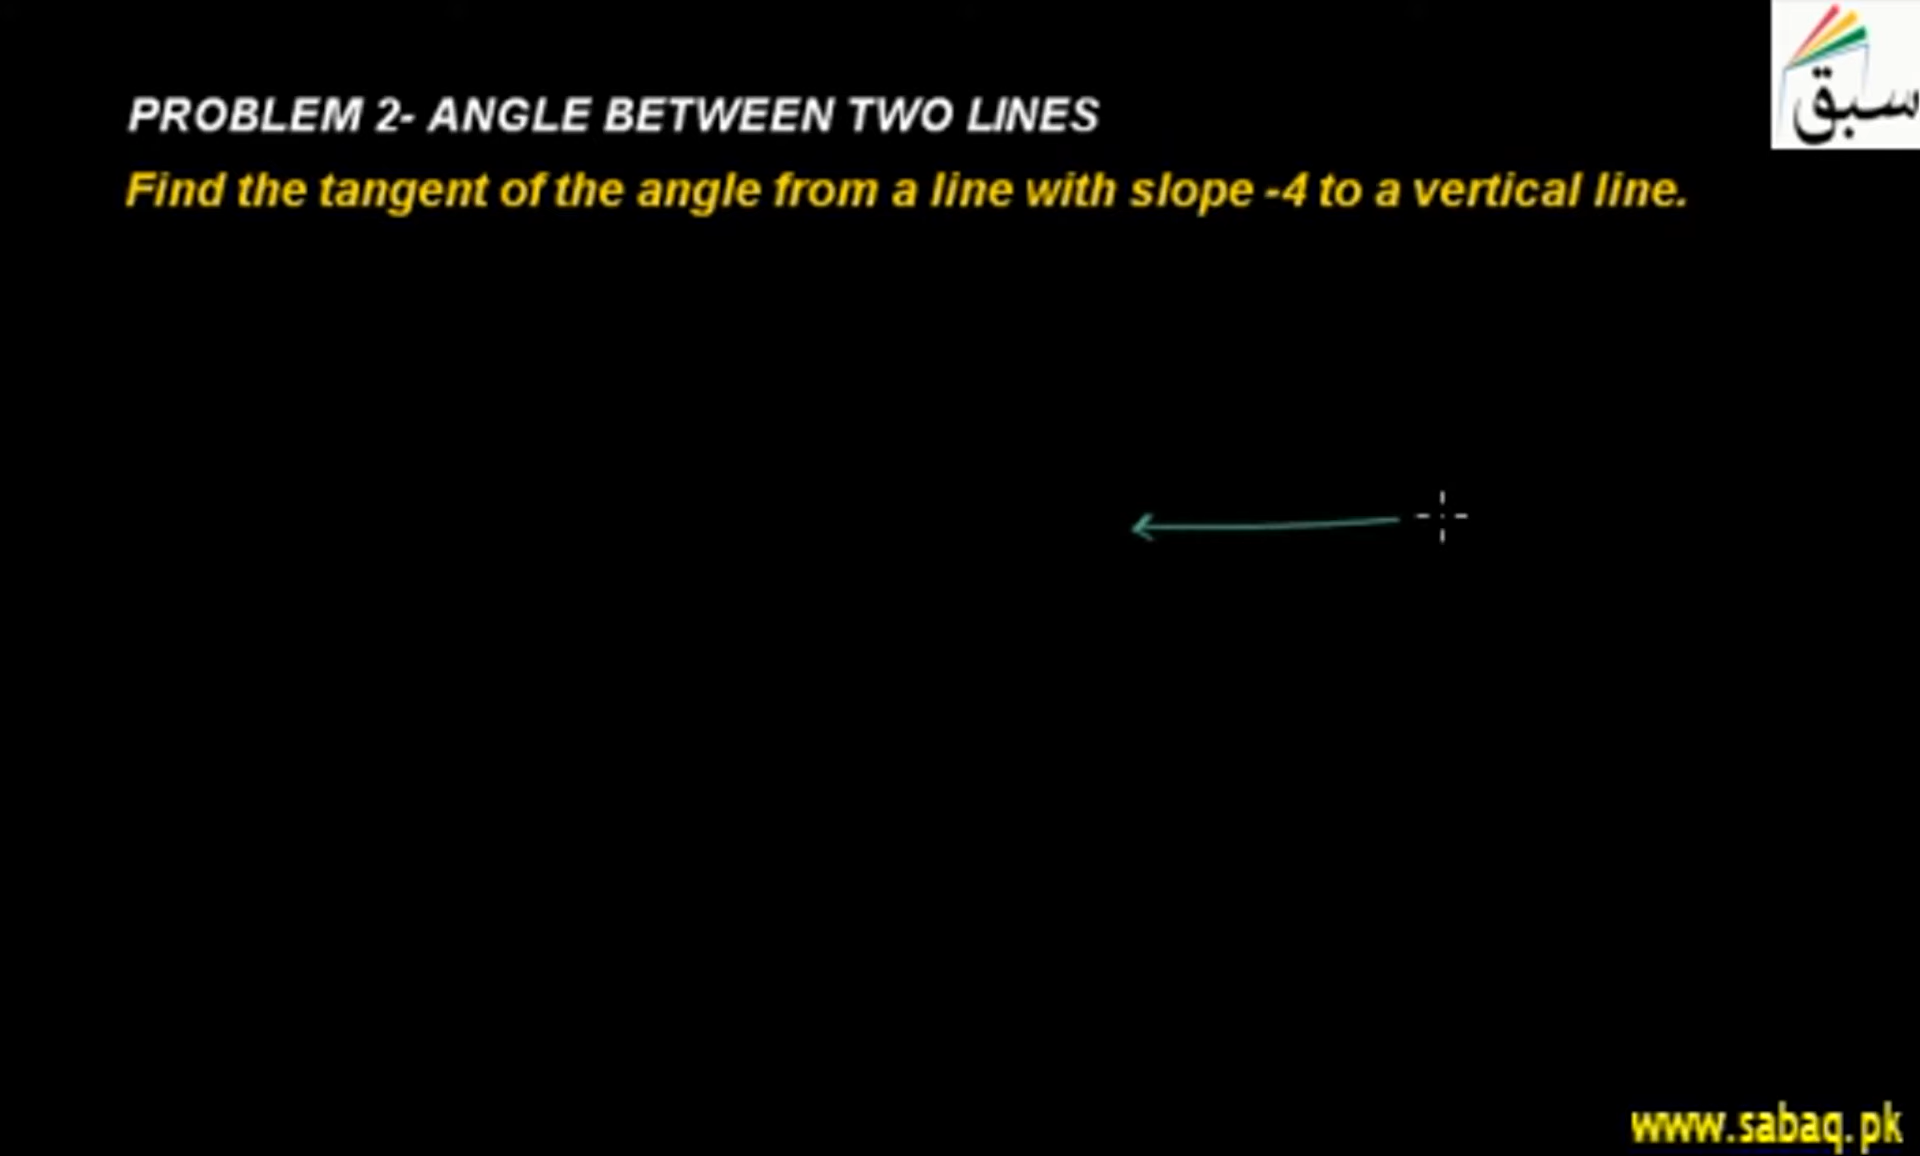 سبق
PROBLEM 2- ANGLE BETWEEN TWO LINES
Find the tangent of the angle from a line with slope -4 to a vertical line.
www.sabaq.pk